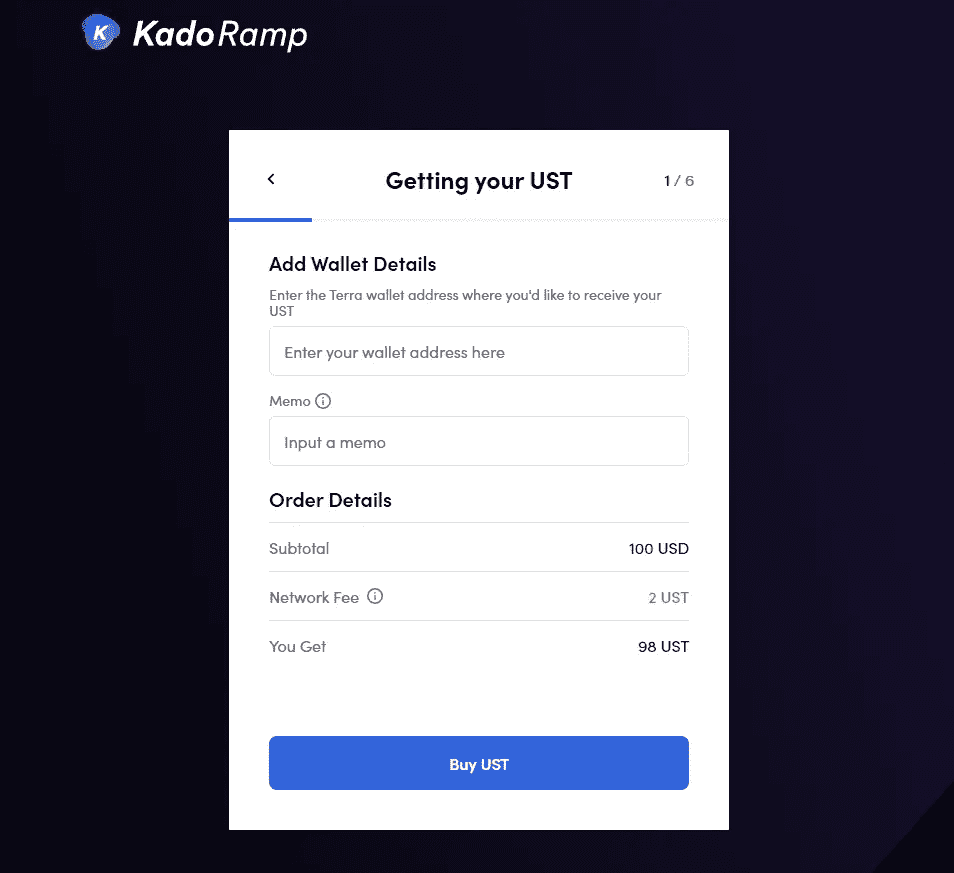 K KadoRamp
Getting your UST
1 / 6
Add Wallet Details
Enter the Terra wallet address where you'd like to receive your
UST
Enter your wallet address here
Memo
Input a memo
Order Details
Subtotal 100 USD
Network Fee 2 UST
You Get 98 UST
Buy UST